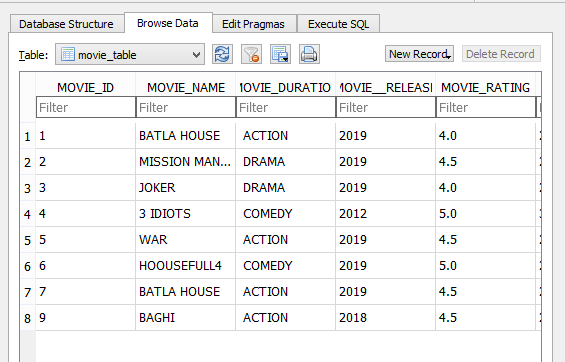 Database Structure Browse Data Edit Pragmas Execute SQL
Table: movie_table New Record Delete Record
MOVIE_ID MOVIE_NAME MOVIE_DURATIO MOVIE__RELEASE MOVIE_RATING
Filter Filter Filter Filter Filter
1 1 BATLA HOUSE ACTION 2019 4.0
2 2 MISSION MAN... DRAMA 2019 4.5
3 3 JOKER DRAMA 2019 4.0
4 4 3 IDIOTS COMEDY 2012 5.0
5 5 WAR ACTION 2019 4.5
6 6 HOOUSEFULL4 COMEDY 2019 5.0
7 7 BATLA HOUSE ACTION 2019 4.5
8 9 BAGHI ACTION 2018 4.5